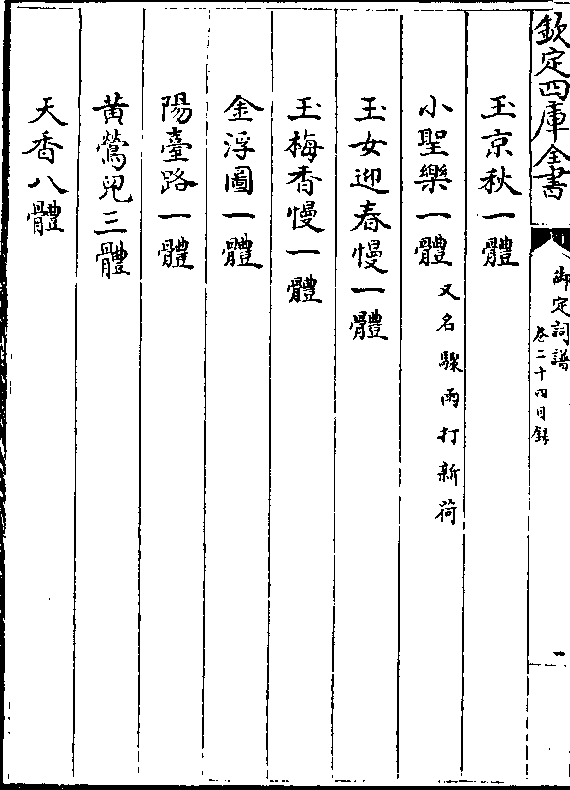 欽定四庫全書
御定詞譜
卷二十四目錄
一
玉京秋一體
小聖樂一體 又名驟雨打新荷
玉女迎春慢一體
玉梅香慢一體
金浮圖一體
陽臺路一體
黄鶯兒三體
天香八體